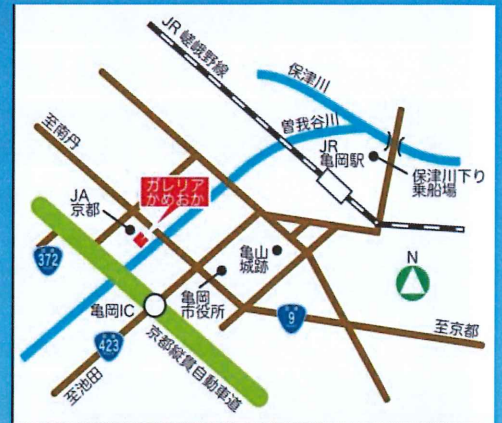 JR 嵯峨野線
保津川
曽我谷川
至南丹
JR
亀岡駅
保津川下り
乗船場
JA
京都
ガレリア
かめおか
372
亀山
城跡
N
亀岡
市役所
亀岡IC
9
至京都
423
至池田
京都縦貫自動車道